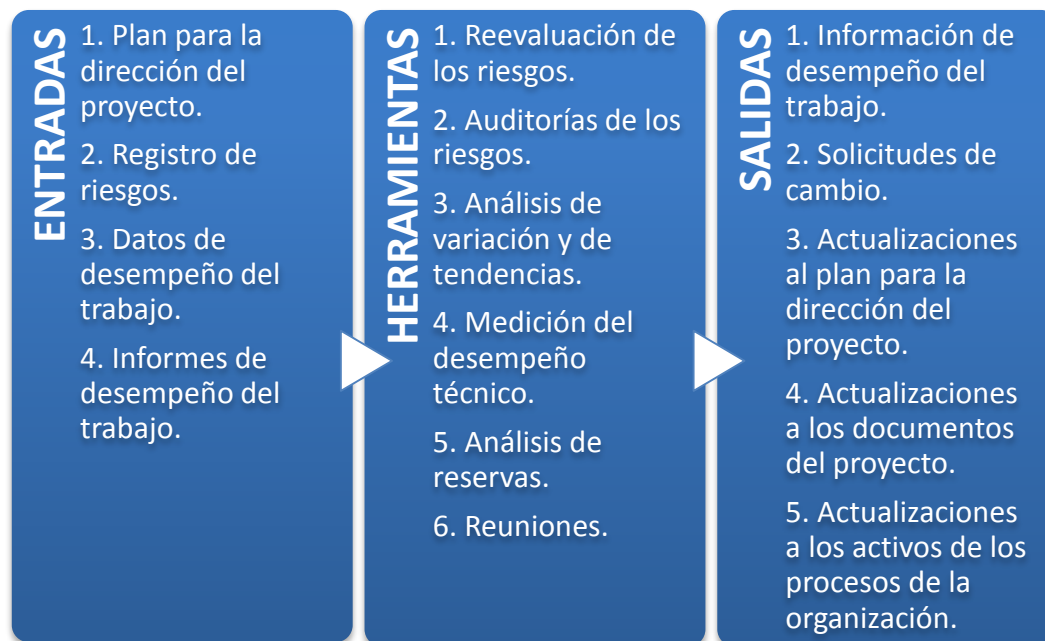 ENTRADAS
1. Plan para la
dirección del
proyecto.
2. Registro de
riesgos.
3. Datos de
desempeño del
trabajo.
4. Informes de
desempeño del
trabajo.
HERRAMIENTAS
1. Reevaluación de
los riesgos.
2. Auditorías de los
riesgos.
3. Análisis de
variación y de
tendencias.
4. Medición del
desempeño
técnico.
5. Análisis de
reservas.
6. Reuniones.
SALIDAS
1. Información de
desempeño del
trabajo.
2. Solicitudes de
cambio.
3. Actualizaciones
al plan para la
dirección del
proyecto.
4. Actualizaciones
a los documentos
del proyecto.
5. Actualizaciones
a los activos de los
procesos de la
organización.